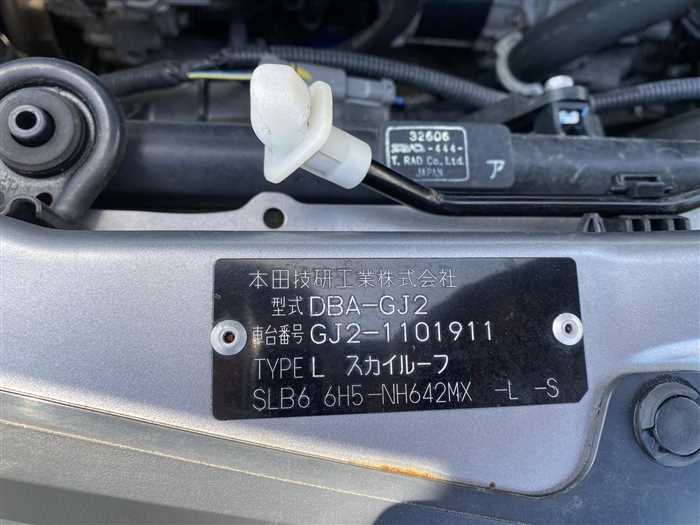 32606
-444-
T. RAD Co., Ltd.
JAPAN
ア
本田技研工業株式会社
型式 DBA-GJ2
車台番号 GJ2-1101911
TYPE L スカイルーフ
SLB6 6H5-NH642MX -L -S